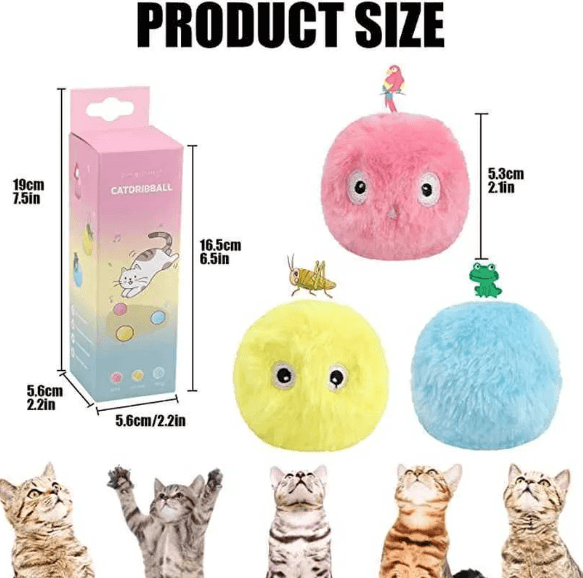 PRODUCT SIZE
CATDRIBBALL
19cm
7.5in
16.5cm
6.5in
5.3cm
2.1in
5.6cm
2.2in
5.6cm/2.2in